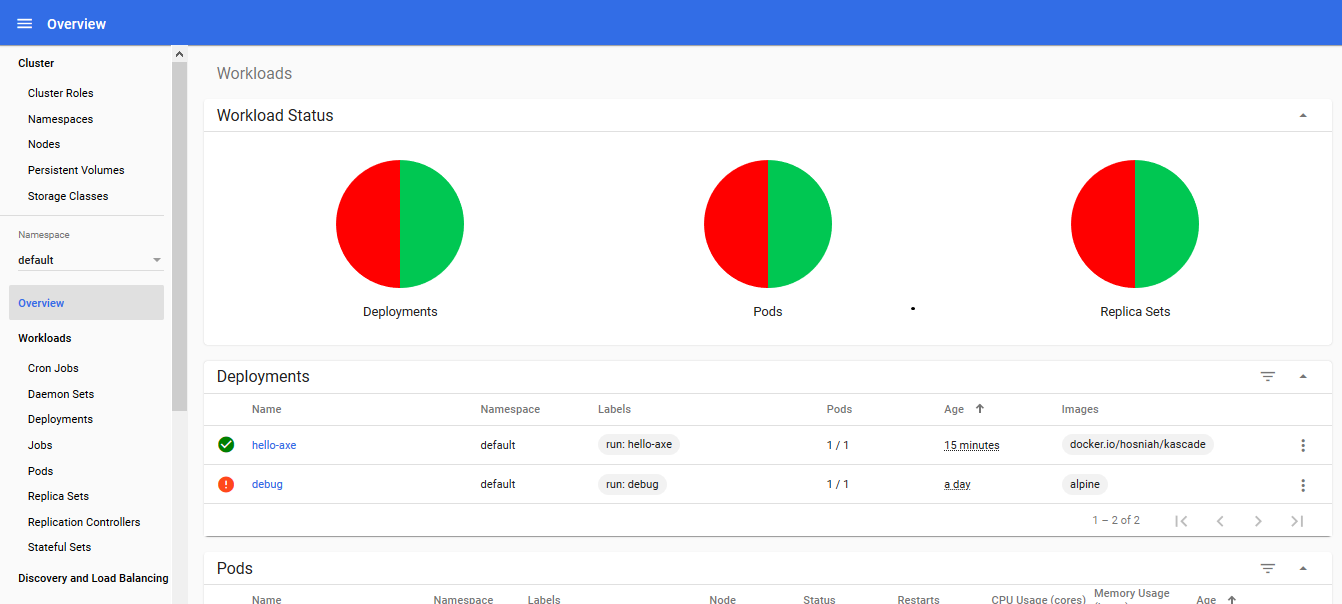 Overview
Cluster
Cluster Roles
Namespaces
Nodes
Persistent Volumes
Storage Classes
Namespace
default
Overview
Workloads
Cron Jobs
Daemon Sets
Deployments
Jobs
Pods
Replica Sets
Replication Controllers
Stateful Sets
Discovery and Load Balancing
Workloads
Workload Status
Deployments Pods Replica Sets
Deployments
Name Namespace Labels Pods Age Images
hello-axe default run: hello-axe 1 / 1 15 minutes docker.io/hosniah/kascade
debug default run: debug 1 / 1 a day alpine
1 – 2 of 2
Pods
Name Namespace Labels Node Status Restarts CPU Usage (cores) Memory Usage Age